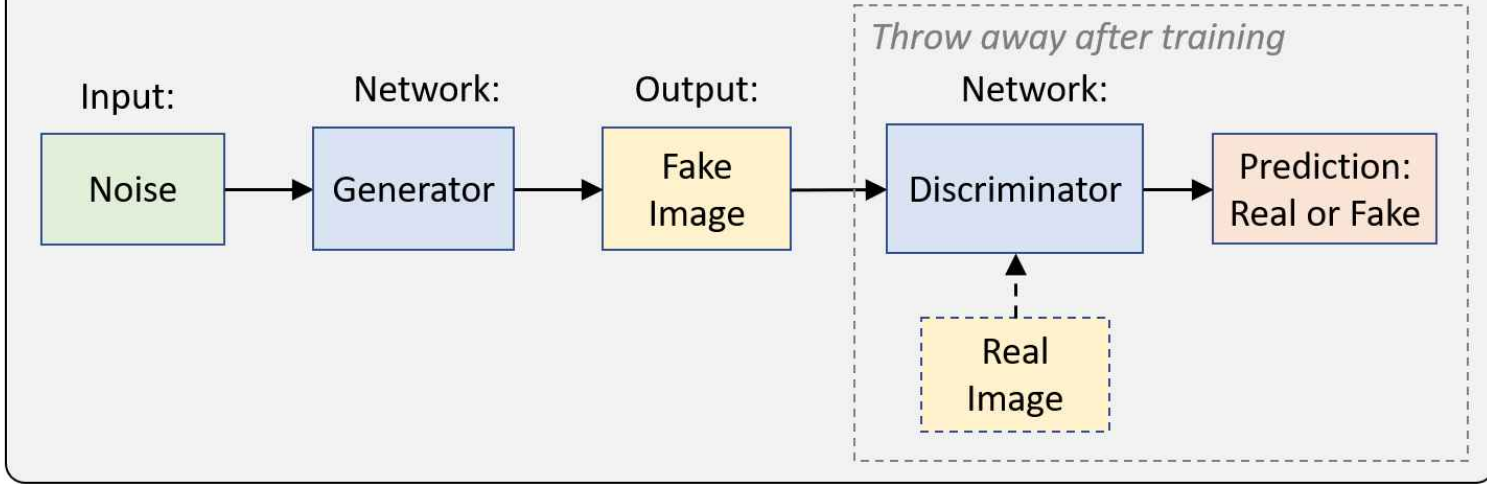 Throw away after training
Input:
Network:
Output:
Network:
Noise
Generator
Fake
Image
Discriminator
Prediction:
Real or Fake
Real
Image